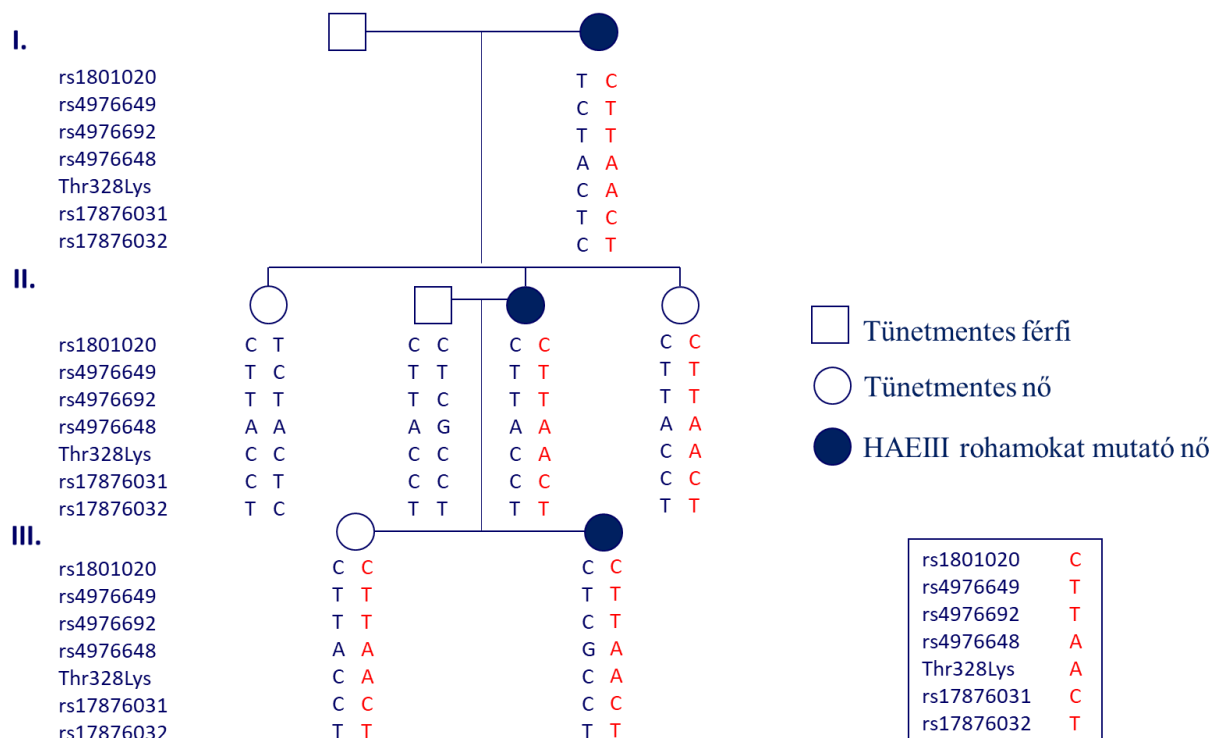 I.
rs1801020 T C
rs4976649 C T
rs4976692 T T
rs4976648 A A
Thr328Lys C A
rs17876031 T C
rs17876032 C T
II.
rs1801020 C T C C C C C C
rs4976649 T C T T T T T T
rs4976692 T T T C T T T T
rs4976648 A A A G A A A A
Thr328Lys C C C C C A C A
rs17876031 C T C C C C C C
rs17876032 T C T T T T T T
Tünetmentes férfi
Tünetmentes nő
HAEIII rohamokat mutató nő
III.
rs1801020 C C C C
rs4976649 T T T T
rs4976692 T T C T
rs4976648 A A G A
Thr328Lys C A C A
rs17876031 C C C C
rs17876032 T T T T
rs1801020 C
rs4976649 T
rs4976692 T
rs4976648 A
Thr328Lys A
rs17876031 C
rs17876032 T